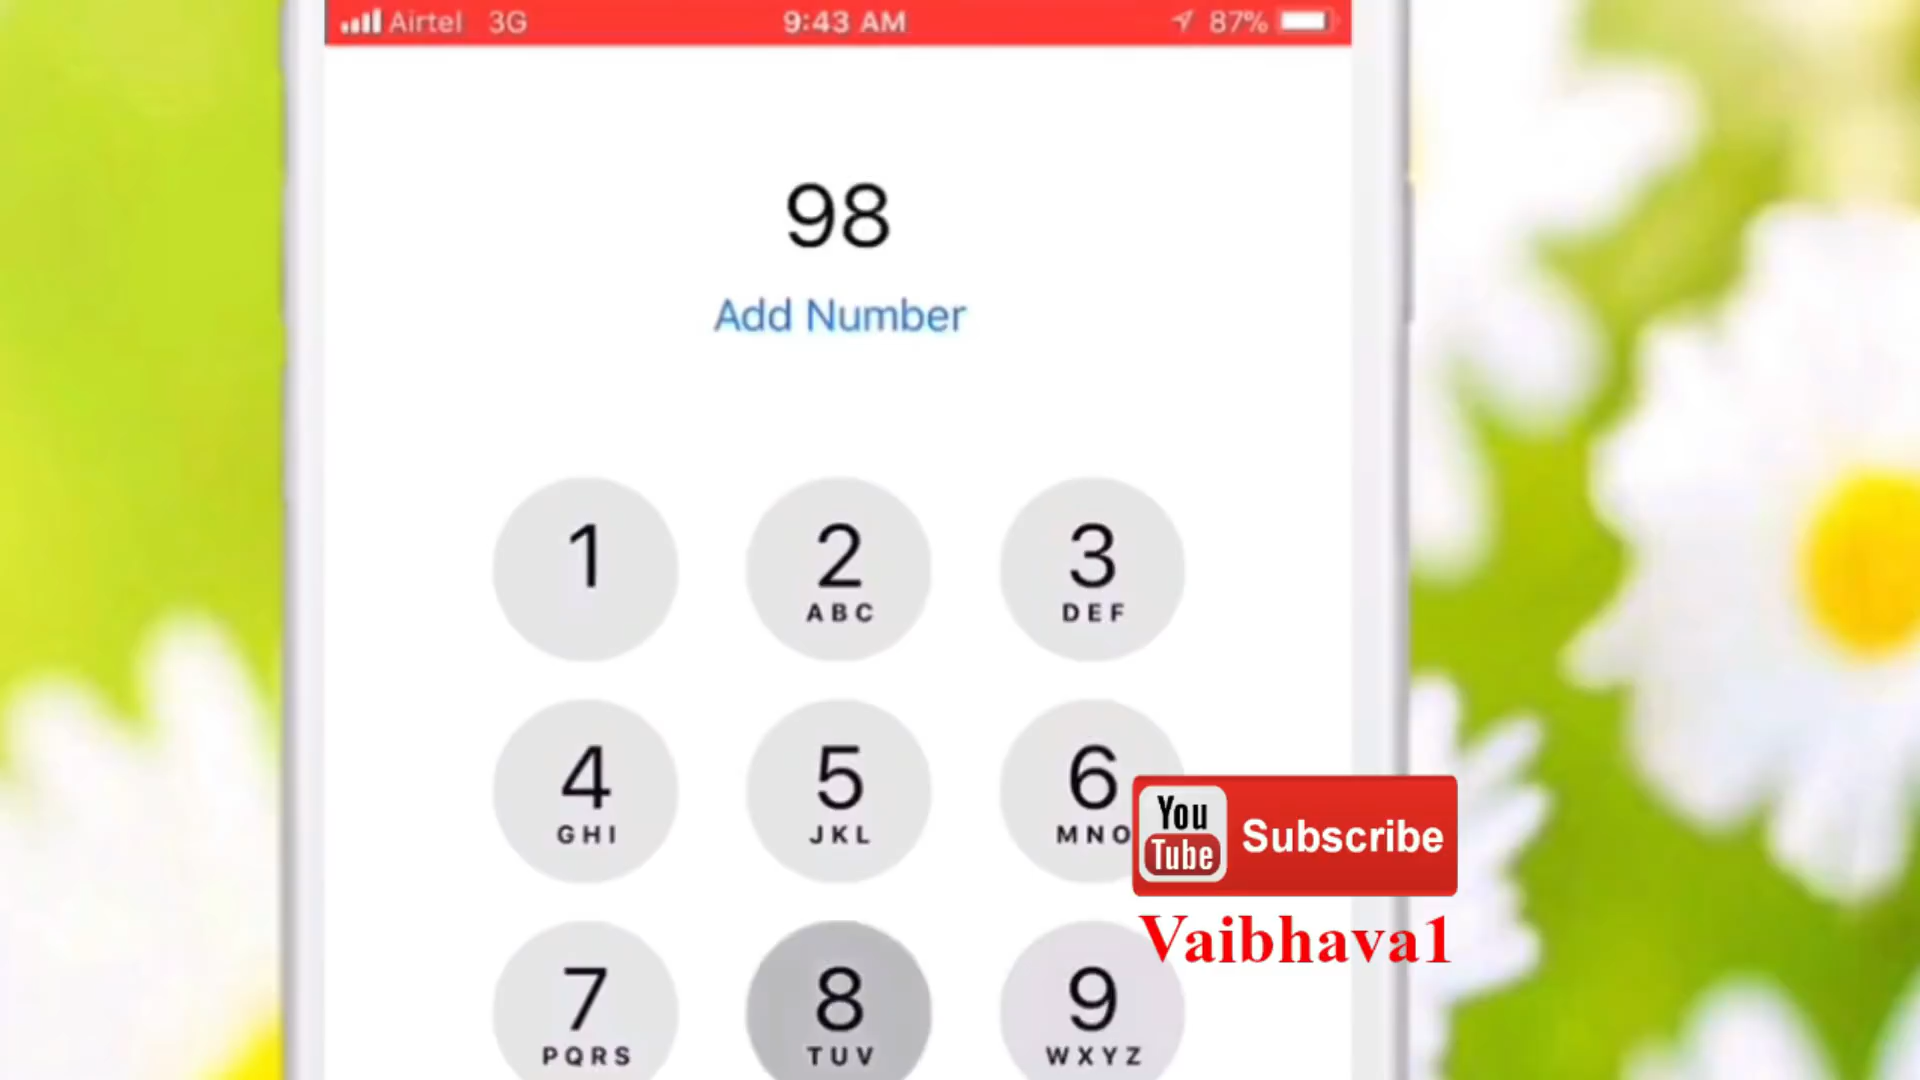 Airtel 3G 9:43 AM 87%
98
Add Number
1 2 3
ABC DEF
4 5 6
GHI JKL MNO
You
Tube
Subscribe
Vaibhava1
7 8 9
PQRS TUV WXYZ